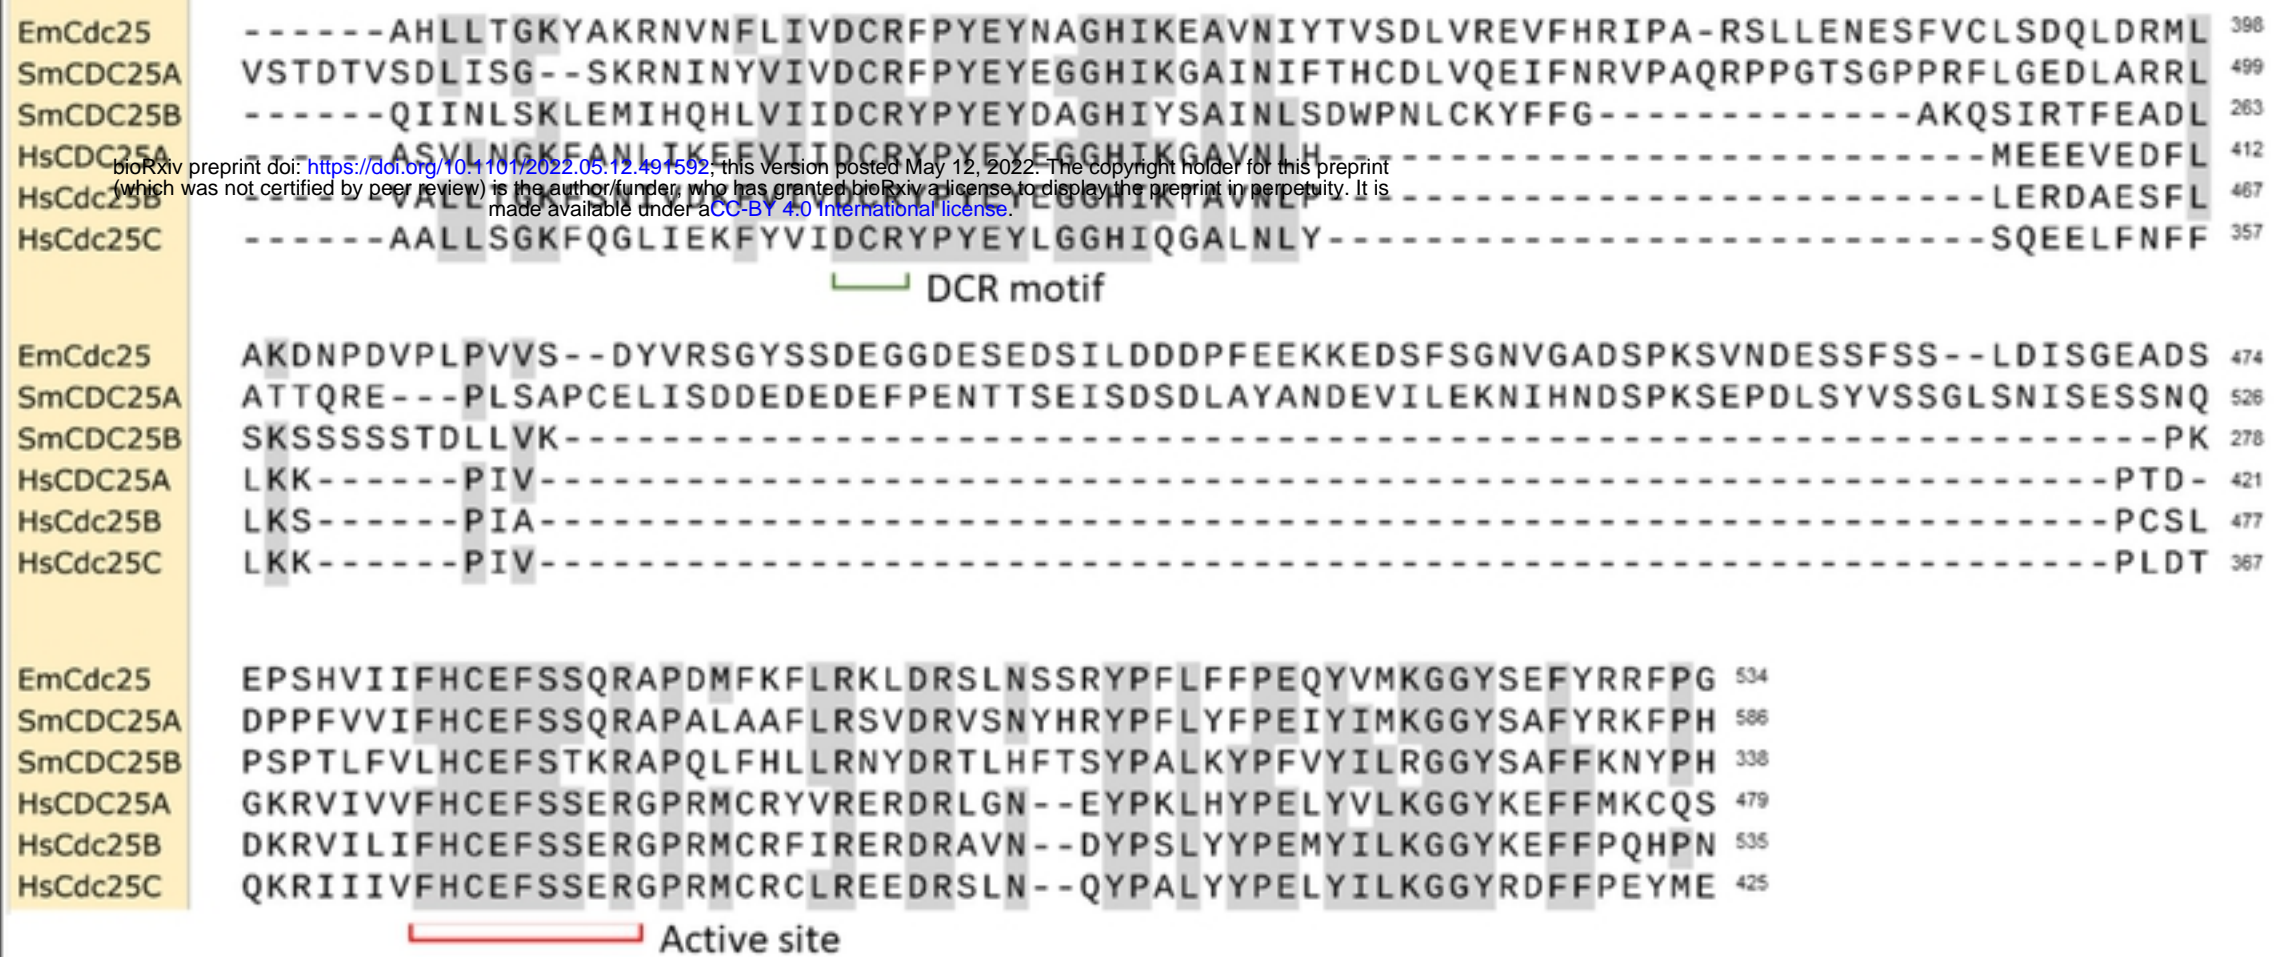 EmCdc25 ------AHLLTGKYAKRNVNFLIVDCRFPYEYNAGHIKEAVNIYTVSDLVREVFHRIPA-RSLLENESFVCLSDQLDRML 398
SmCDC25A VSTDTVSDLISG--SKRNINYVIVDCRFPYEYEGGHIKGAINIFTHCDLVQEIFNRVPAQRPPGTSGPPRFLGEDLARRL 499
SmCDC25B ------QIINLSKLEMIHQHLVIIDCRYPYEYDAGHIYSAINLSDWPNLCKYFFG-------------AKQSIRTFEADL 263
HsCDC25A ------ASVLNGKFANLIKEFVIIDCRYPYEYEGGHIKGAVNLH---------------------------MEEEVEDFL 412
bioRxiv preprint doi: https://doi.org/10.1101/2022.05.12.491592; this version posted May 12, 2022. The copyright holder for this preprint
(which was not certified by peer review) is the author/funder, who has granted bioRxiv a license to display the preprint in perpetuity. It is
HsCdc25B LERDAESFL 467
made available under aCC-BY 4.0 International license.
HsCdc25C ------AALLSGKFQGLIEKFYVIDCRYPYEYLGGHIQGALNLY---------------------------SQEELFNFF 357
DCR motif
EmCdc25 AKDNPDVPLPVVS--DYVRSGYSSDEGGDESEDSILDDDPFEEKKEDSFSGNVGADSPKSVNDESSFSS--LDISGEADS 474
SmCDC25A ATTQRE---PLSAPCELISDDEDEDEFPENTTSEISDSDLAYANDEVILEKNIHNDSPKSEPDLSYVSSGLSNISESSNQ 526
SmCDC25B SKSSSSSTDLLVK-----------------------------------------------------------------PK 278
HsCDC25A LKK------PIV----------------------------------------------------------------PTD- 421
HsCdc25B LKS------PIA----------------------------------------------------------------PCSL 477
HsCdc25C LKK------PIV----------------------------------------------------------------PLDT 367
EmCdc25 EPSHVIIFHCEFSSQRAPDMFKFLRKLDRSLNSSRYPFLFFPEQYVMKGGYSEFYRRFPG 534
SmCDC25A DPPFVVIFHCEFSSQRAPALAAFLRSVDRVSNYHRYPFLYFPEIYIMKGGYSAFYRKFPH 586
SmCDC25B PSPTLFVLHCEFSTKRAPQLFHLLRNYDRTLHFTSYPALKYPFVYILRGGYSAFFKNYPH 338
HsCDC25A GKRVIVVFHCEFSSERGPRMCRYVRERDRLGN--EYPKLHYPELYVLKGGYKEFFMKCQS 479
HsCdc25B DKRVILIFHCEFSSERGPRMCRFIRERDRAVN--DYPSLYYPEMYILKGGYKEFFPQHPN 535
HsCdc25C QKRIIIVFHCEFSSERGPRMCRCLREEDRSLN--QYPALYYPELYILKGGYRDFFPEYME 425
Active site